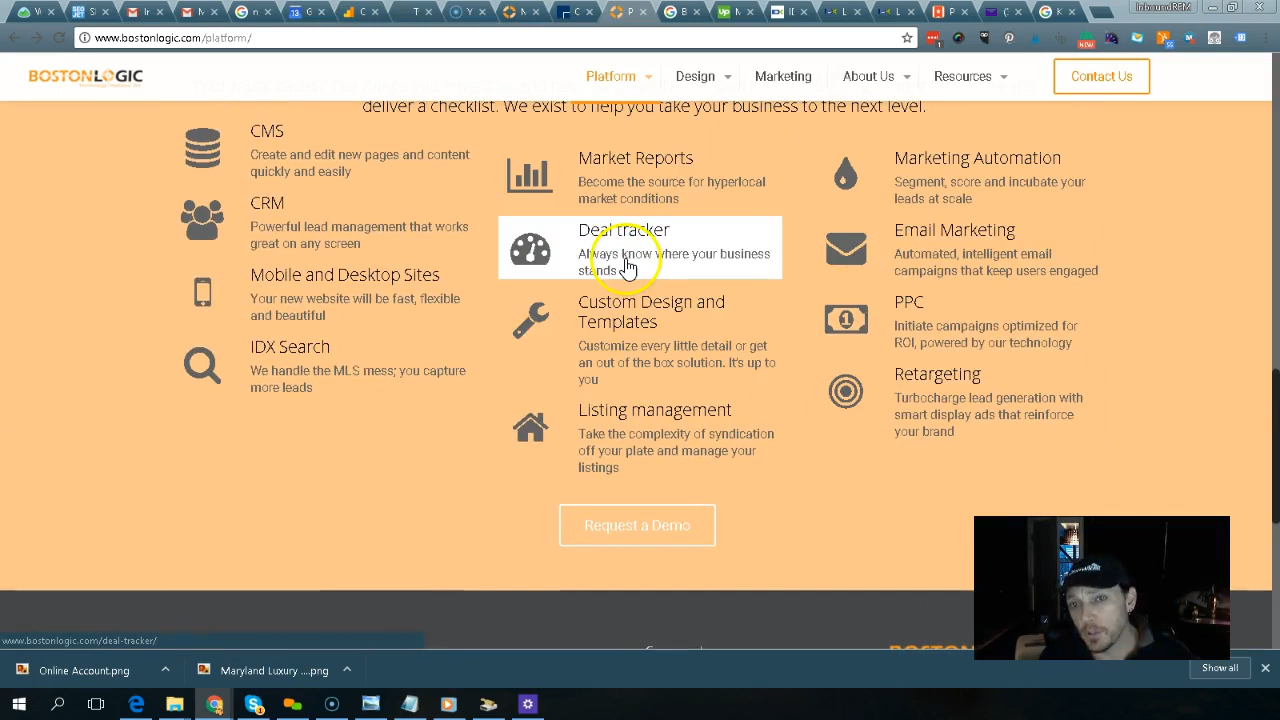 InboundREM
www.bostonlogic.com/platform/
BOSTONLOGIC
Platform
Design
Marketing
About Us
Resources
Contact Us
deliver a checklist. We exist to help you take your business to the next level.
CMS
Create and edit new pages and content
quickly and easily
CRM
Powerful lead management that works
great on any screen
Mobile and Desktop Sites
Your new website will be fast, flexible
and beautiful
IDX Search
We handle the MLS mess; you capture
more leads
Market Reports
Become the source for hyperlocal
market conditions
Deal tracker
Always know where your business
stands
Custom Design and
Templates
Customize every little detail or get
an out of the box solution. It's up to
you
Listing management
Take the complexity of syndication
off your plate and manage your
listings
Marketing Automation
Segment, score and incubate your
leads at scale
Email Marketing
Automated, intelligent email
campaigns that keep users engaged
PPC
Initiate campaigns optimized for
ROI, powered by our technology
Retargeting
Turbocharge lead generation with
smart display ads that reinforce
your brand
Request a Demo
www.bostonlogic.com/deal-tracker/
Online Account.png
Maryland Luxury ....png
Show all